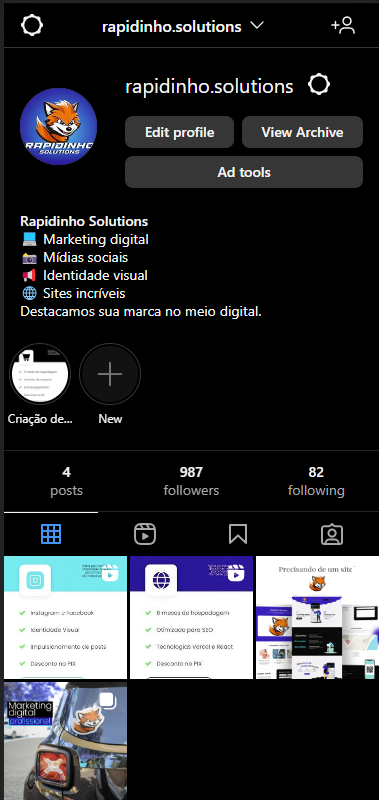 rapidinho.solutions
rapidinho.solutions
RAPIDINHO
SOLUTIONS
Edit profile
View Archive
Ad tools
Rapidinho Solutions
Marketing digital
Mídias sociais
Identidade visual
Sites incríveis
Destacamos sua marca no meio digital.
Criação de...
New
4
987
82
posts
followers
following
Instagram e Facebook
Identidade Visual
Impulsionamento de posts
Desconto no PIX
6 meses de hospedagem
Otimizado para SEO
Tecnologias Vercel e React
Desconto no PIX
Precisando de um site
Marketing
digital
profissional